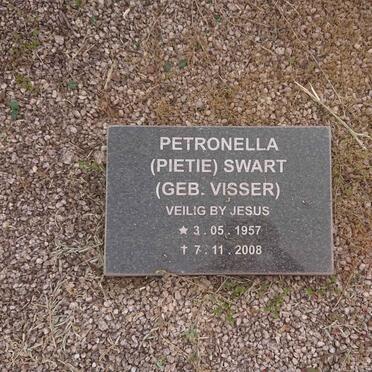 PETRONELLA
(PIETIE) SWART
(GEB. VISSER)
VEILIG BY JESUS
★ 3 . 05 . 1957
✝ 7 . 11 . 2008